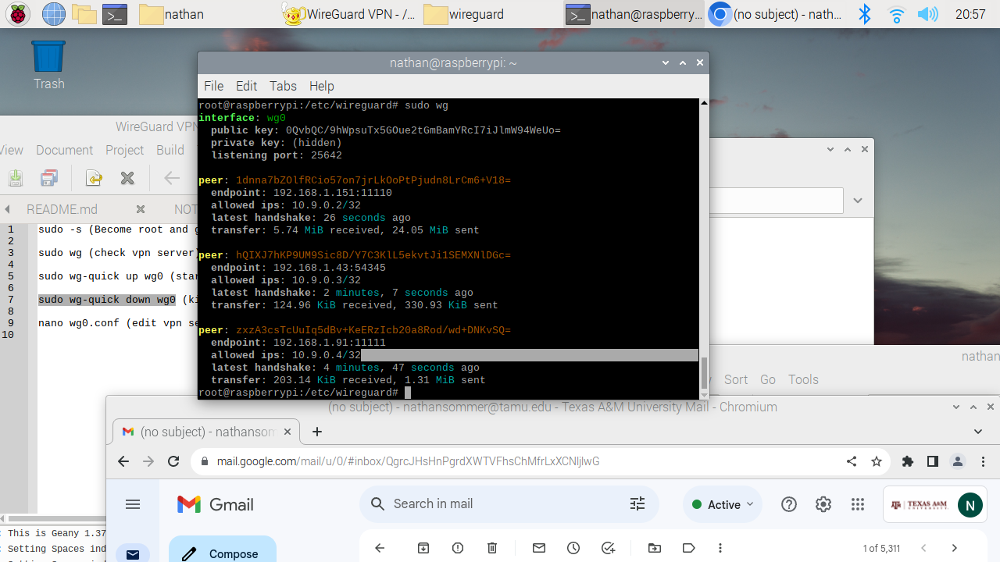 nathan
WireGuard VPN - /...
wireguard
nathan@raspberry...
(no subject) - nath...
20:57
Trash
nathan@raspberrypi: ~
File Edit Tabs Help
root@raspberrypi:/etc/wireguard# sudo wg
interface: wg0
public key: 0QvbQC/9hWpsuTx5GOue2tGmBamYRcI7iJlmW94WeUo=
private key: (hidden)
listening port: 25642
peer: 1dnna7bZOlfRCio57on7jrLkOoPtPjudn8LrCm6+V18=
endpoint: 192.168.1.151:11110
allowed ips: 10.9.0.2/32
latest handshake: 26 seconds ago
transfer: 5.74 MiB received, 24.05 MiB sent
peer: hQIXJ7hKP9UM9Sic8D/Y7C3KlL5ekvtJi1SEMXNlDGc=
endpoint: 192.168.1.43:54345
allowed ips: 10.9.0.3/32
latest handshake: 2 minutes, 7 seconds ago
transfer: 124.96 KiB received, 330.93 KiB sent
peer: zxzA3csTcUuIq5dBv+KeERzIcb20a8Rod/wd+DNKvSQ=
endpoint: 192.168.1.91:11111
allowed ips: 10.9.0.4/32
latest handshake: 4 minutes, 47 seconds ago
transfer: 203.14 KiB received, 1.31 MiB sent
root@raspberrypi:/etc/wireguard#
WireGuard VPN
View Document Project Build
README.md
NOT
1 sudo -s (Become root and g
2
3 sudo wg (check vpn server)
4
5 sudo wg-quick up wg0 (star
6
7 sudo wg-quick down wg0 (ki
8
9 nano wg0.conf (edit vpn se
10
: This is Geany 1.37
: Setting Spaces ind
nathan
Sort Go Tools
(no subject) - nathansommer@tamu.edu - Texas A&M University Mail - Chromium
(no subject) - nathansom
mail.google.com/mail/u/0/#inbox/QgrcJHsHnPgrdXWTVFhsChMfrLxXCNljlwG
Gmail
Search in mail
Active
TEXAS A&M
N
Compose
1 of 5,311